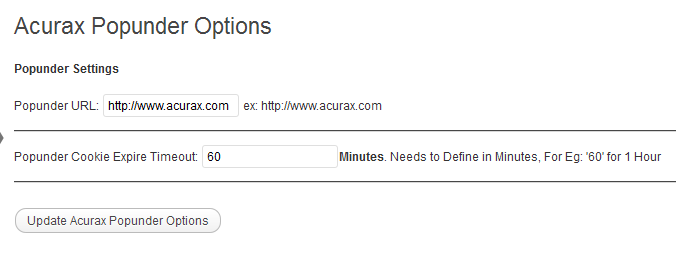 Acurax Popunder Options
Popunder Settings
Popunder URL: http://www.acurax.com ex: http://www.acurax.com
Popunder Cookie Expire Timeout: 60 Minutes. Needs to Define in Minutes, For Eg: '60' for 1 Hour
Update Acurax Popunder Options